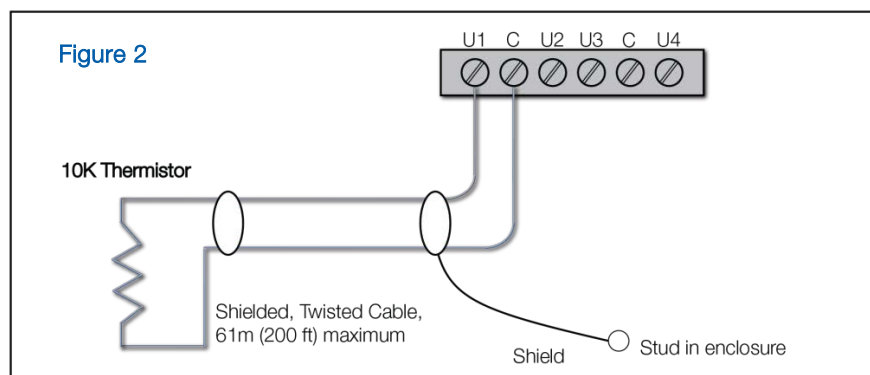 Figure 2
U1 C U2 U3 C U4
10K Thermistor
Shielded, Twisted Cable,
61m (200 ft) maximum
Shield
Stud in enclosure